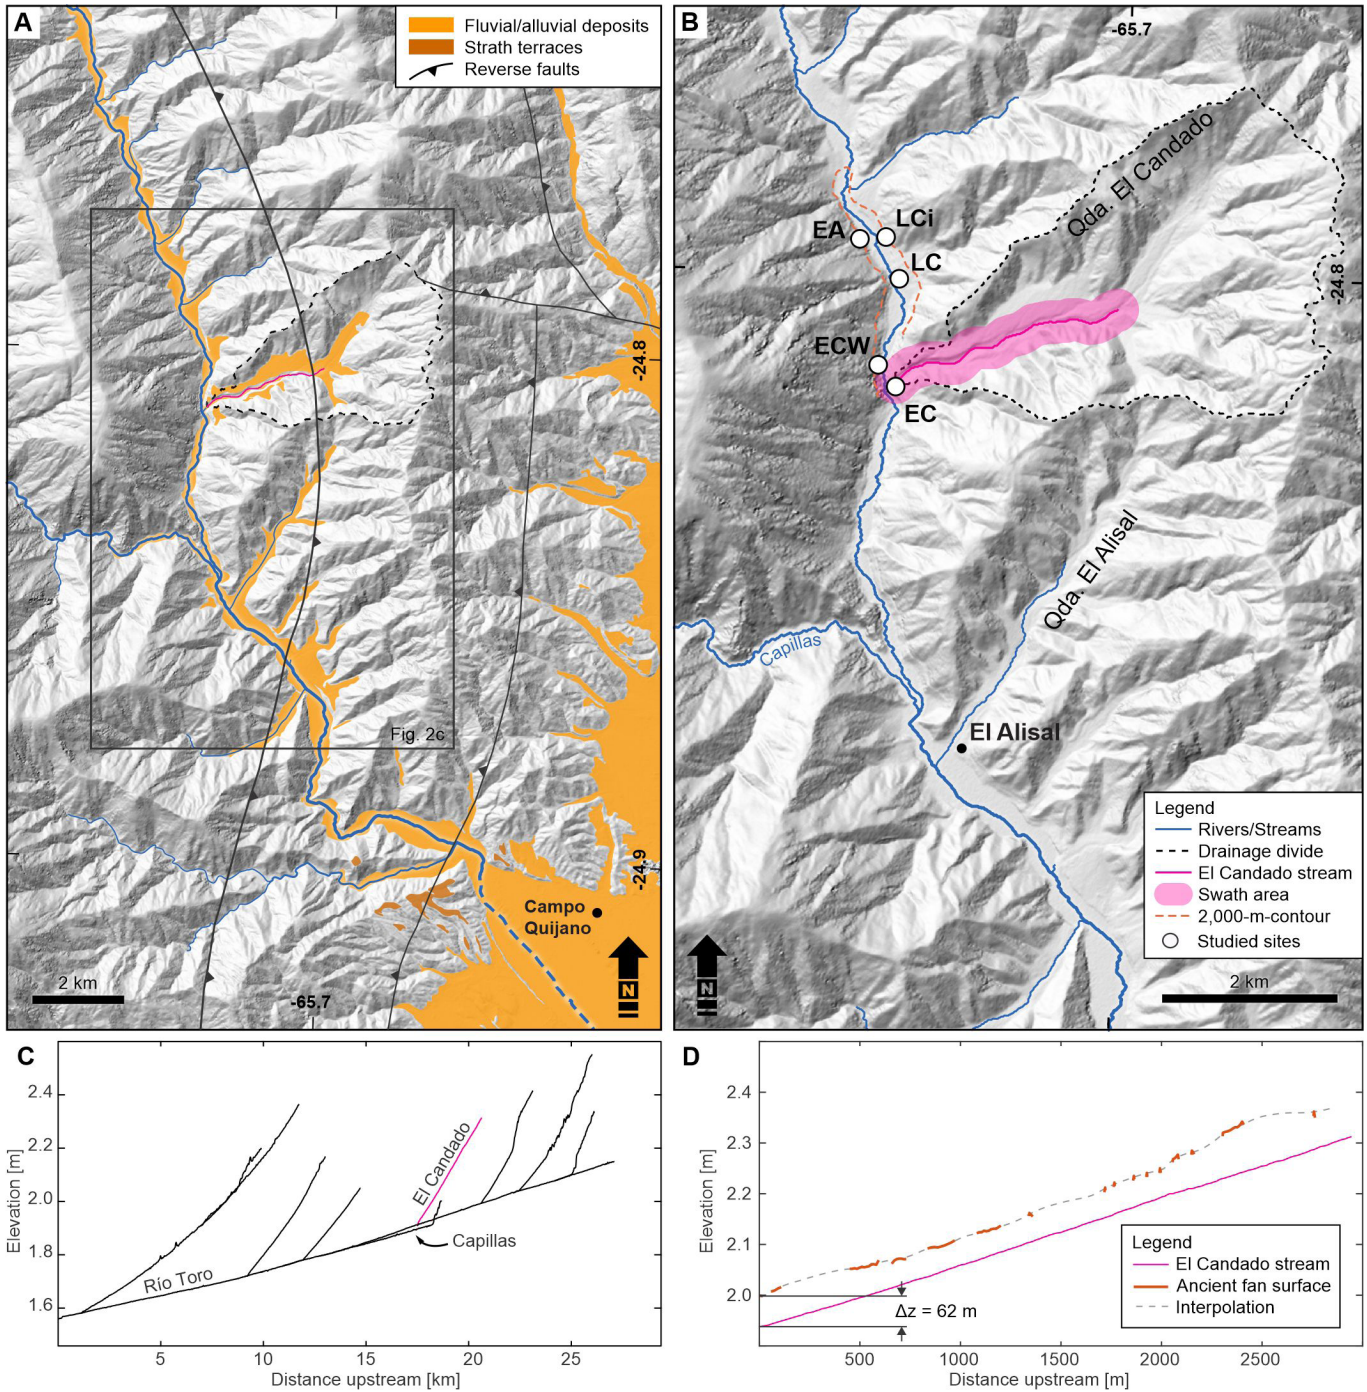 A
Fluvial/alluvial deposits
Strath terraces
Reverse faults
-24.8
Fig. 2c
-24.9
Campo
Quijano
N
2 km
-65.7
B
-65.7
Qda. El Candado
LCi
EA
LC
-24.8
ECW
EC
Qda. El Alisal
Capillas
El Alisal
Legend
Rivers/Streams
Drainage divide
El Candado stream
Swath area
2,000-m-contour
Studied sites
N
2 km
C
2.4
2.2
2.0
1.8
1.6
Elevation [m]
El Candado
Capillas
Río Toro
5
10
15
20
25
Distance upstream [km]
D
2.4
2.3
2.2
2.1
2.0
Elevation [m]
Δz = 62 m
Legend
El Candado stream
Ancient fan surface
Interpolation
500
1000
1500
2000
2500
Distance upstream [m]